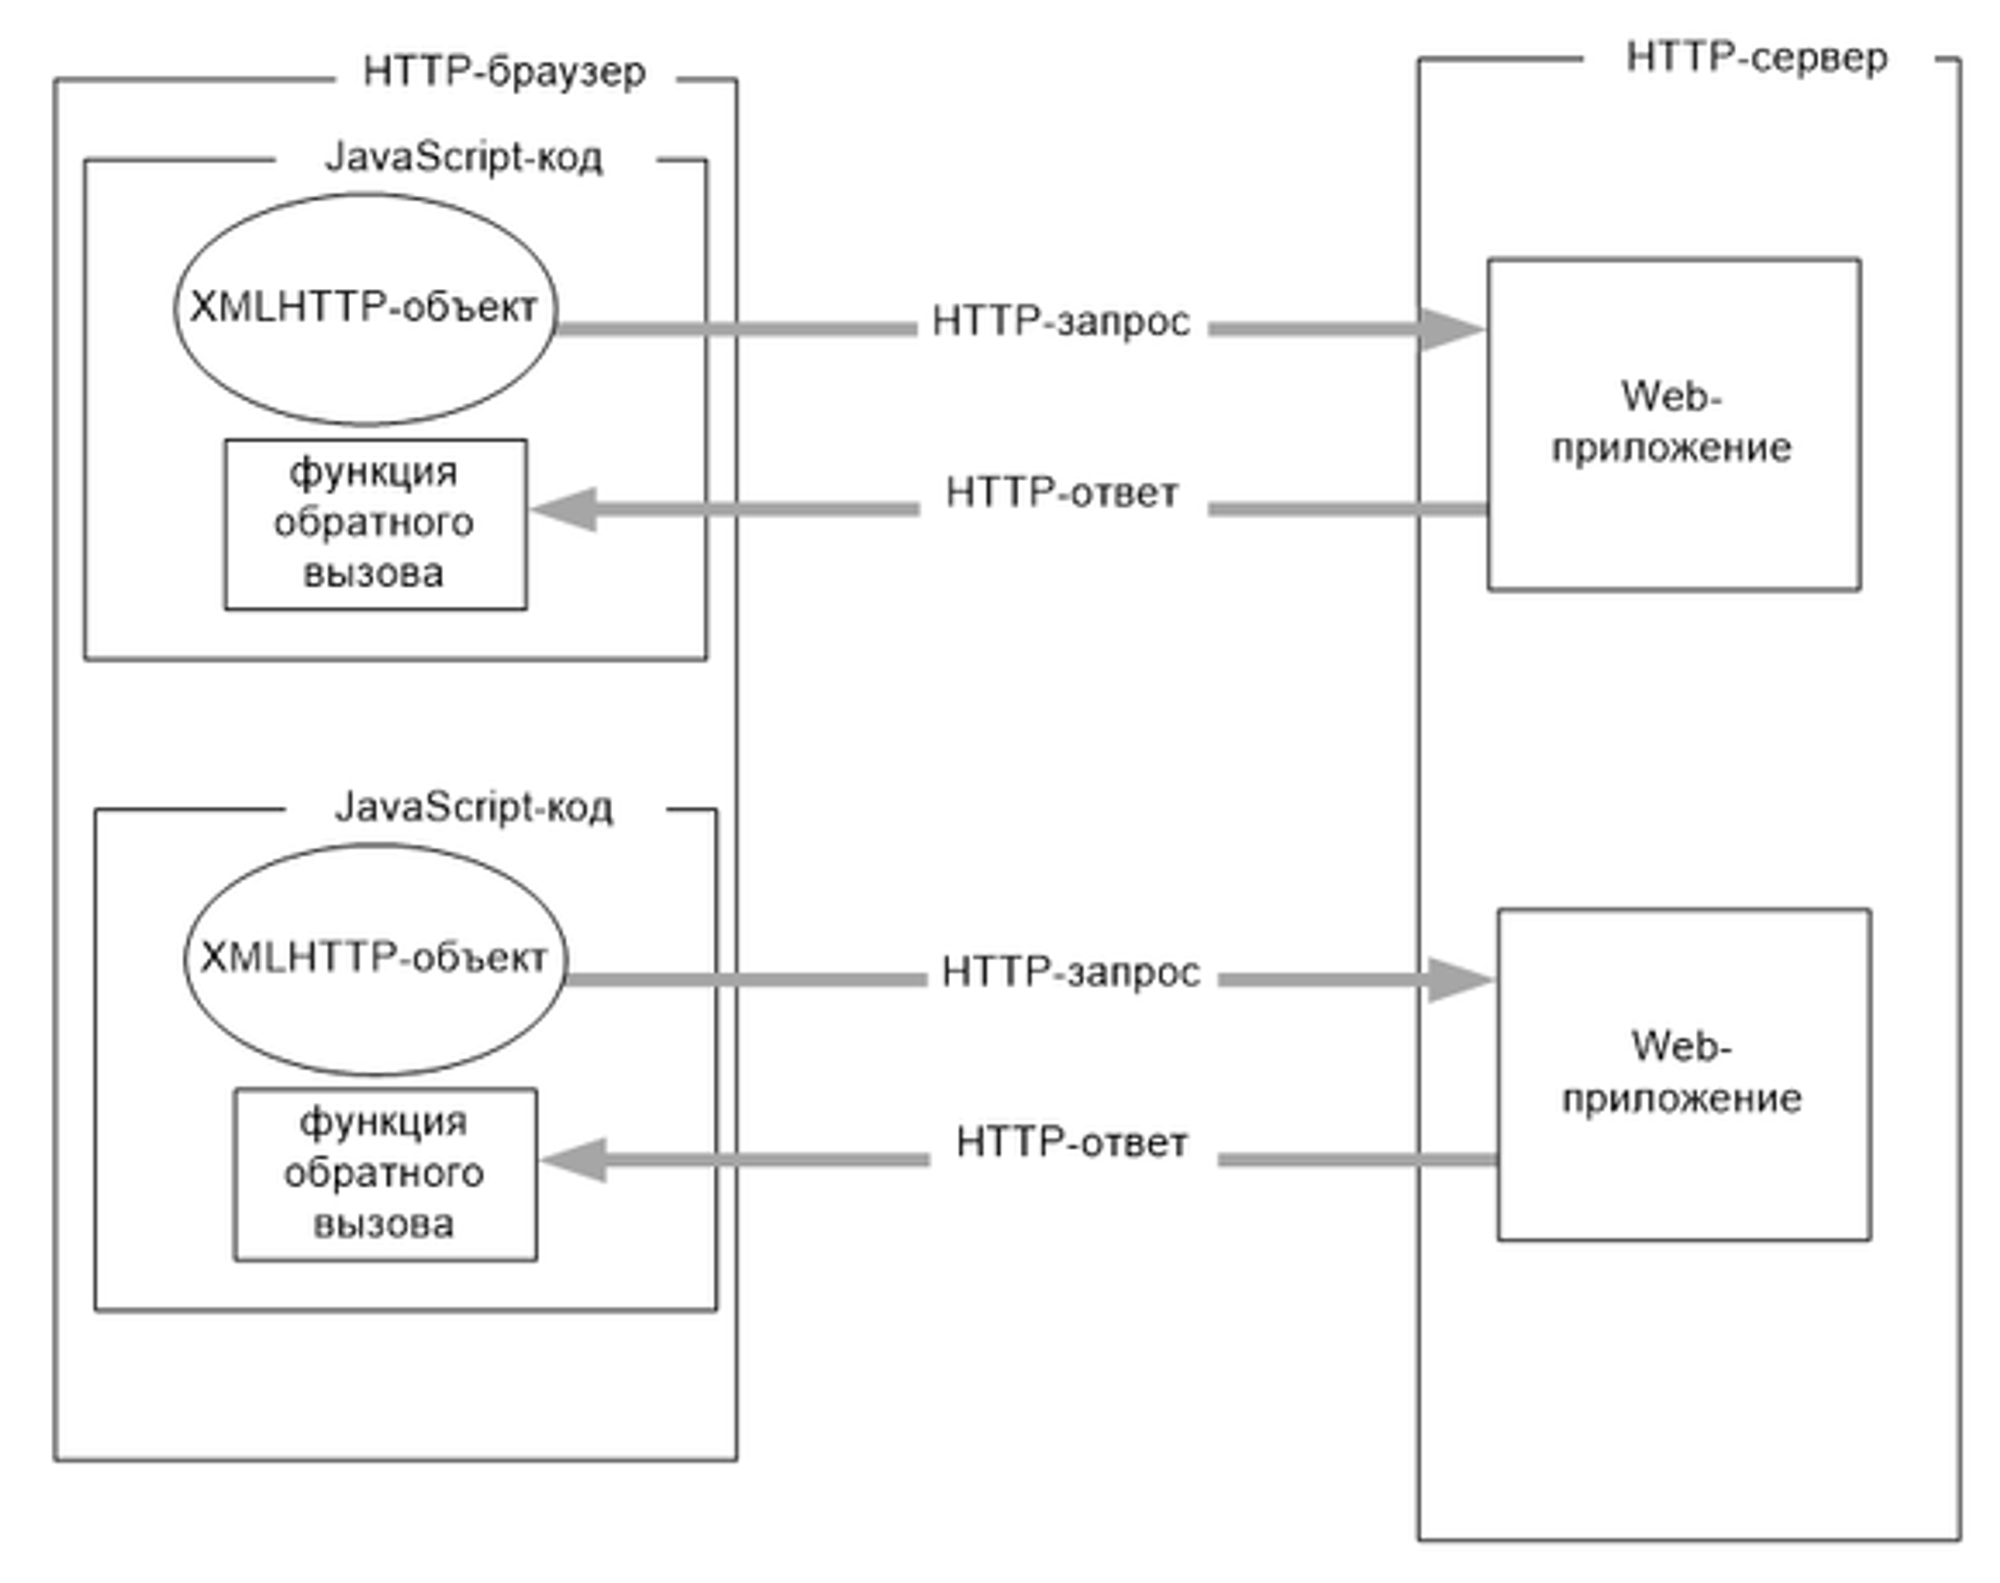 HTTP-браузер
HTTP-сервер
JavaScript-код
XMLHTTP-объект
HTTP-запрос
Web-
приложение
функция
обратного
вызова
HTTP-ответ
JavaScript-код
XMLHTTP-объект
HTTP-запрос
Web-
приложение
функция
обратного
вызова
HTTP-ответ